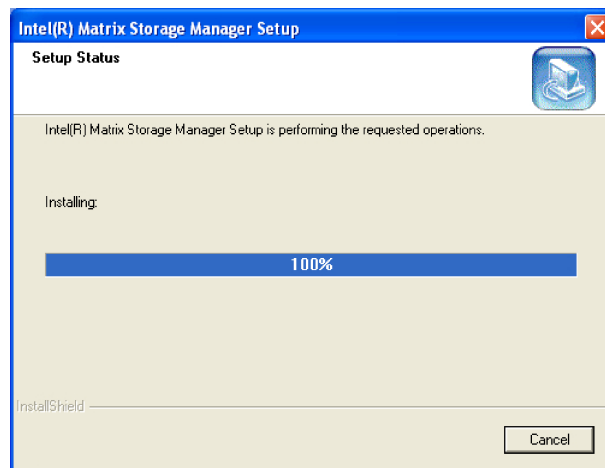 Intel(R) Matrix Storage Manager Setup
Setup Status
Intel(R) Matrix Storage Manager Setup is performing the requested operations.
Installing:
100%
InstallShield
Cancel